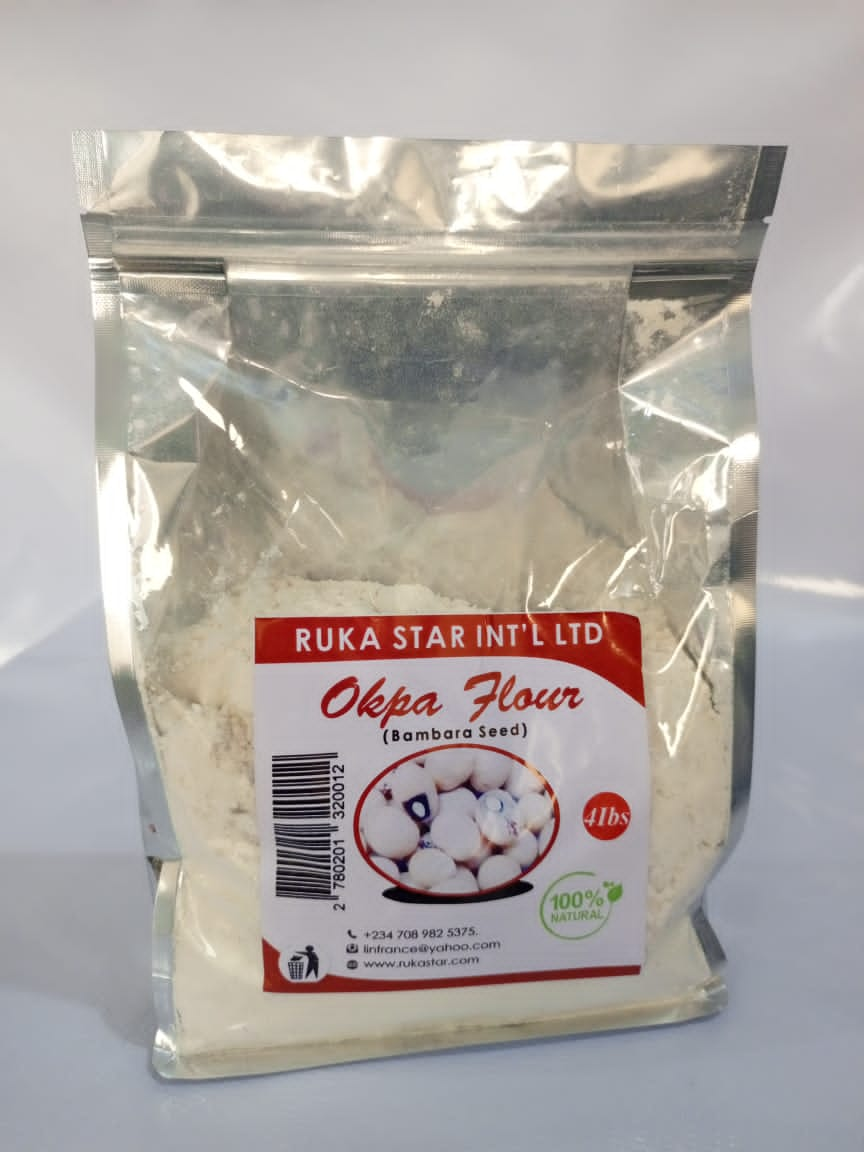 RUKA STAR INT'L LTD
Okpa Flour
(Bambara Seed)
2 780201 320012
4Ibs
100%
NATURAL
+234 708 982 5375.
linfrance@yahoo.com
www.rukastar.com